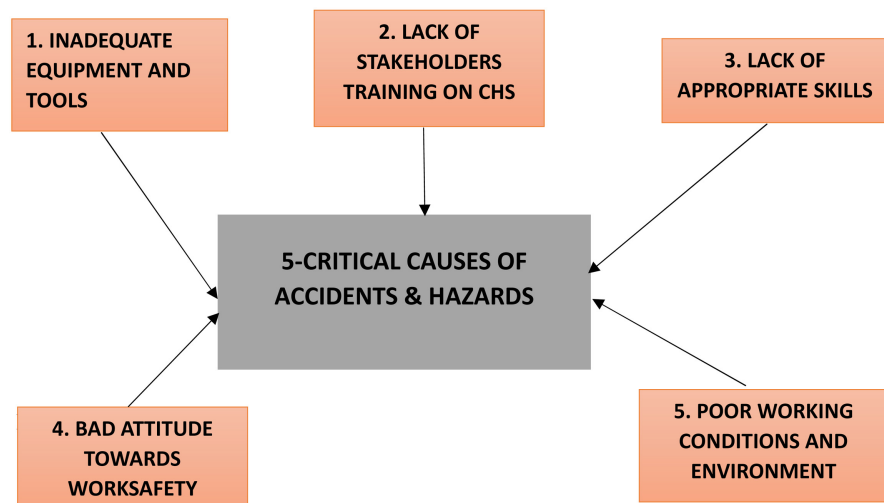 1. INADEQUATE
EQUIPMENT AND
TOOLS
2. LACK OF
STAKEHOLDERS
TRAINING ON CHS
3. LACK OF
APPROPRIATE SKILLS
5-CRITICAL CAUSES OF
ACCIDENTS & HAZARDS
4. BAD ATTITUDE
TOWARDS
WORKSAFETY
5. POOR WORKING
CONDITIONS AND
ENVIRONMENT